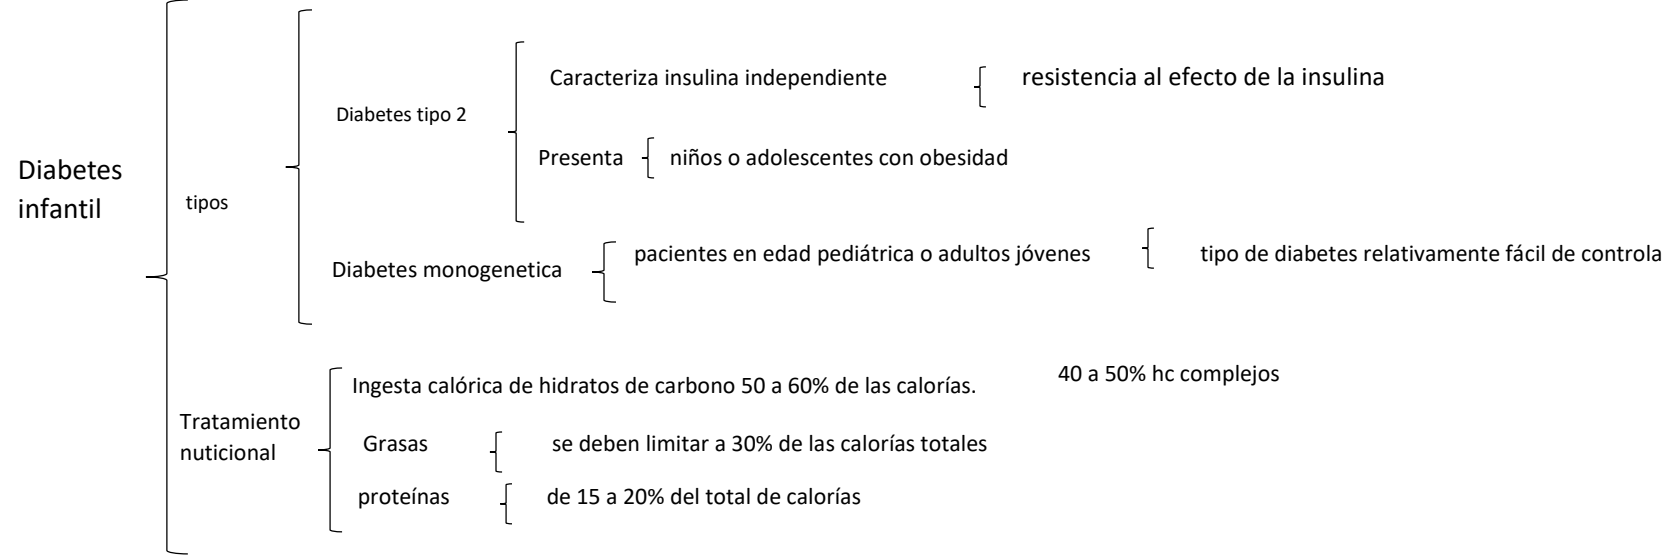 Diabetes
infantil
tipos
Diabetes tipo 2
Caracteriza insulina independiente
resistencia al efecto de la insulina
Presenta
niños o adolescentes con obesidad
Diabetes monogenetica
pacientes en edad pediátrica o adultos jóvenes
tipo de diabetes relativamente fácil de controla
Tratamiento
nuticional
Ingesta calórica de hidratos de carbono 50 a 60% de las calorías.
40 a 50% hc complejos
Grasas
se deben limitar a 30% de las calorías totales
proteínas
de 15 a 20% del total de calorías